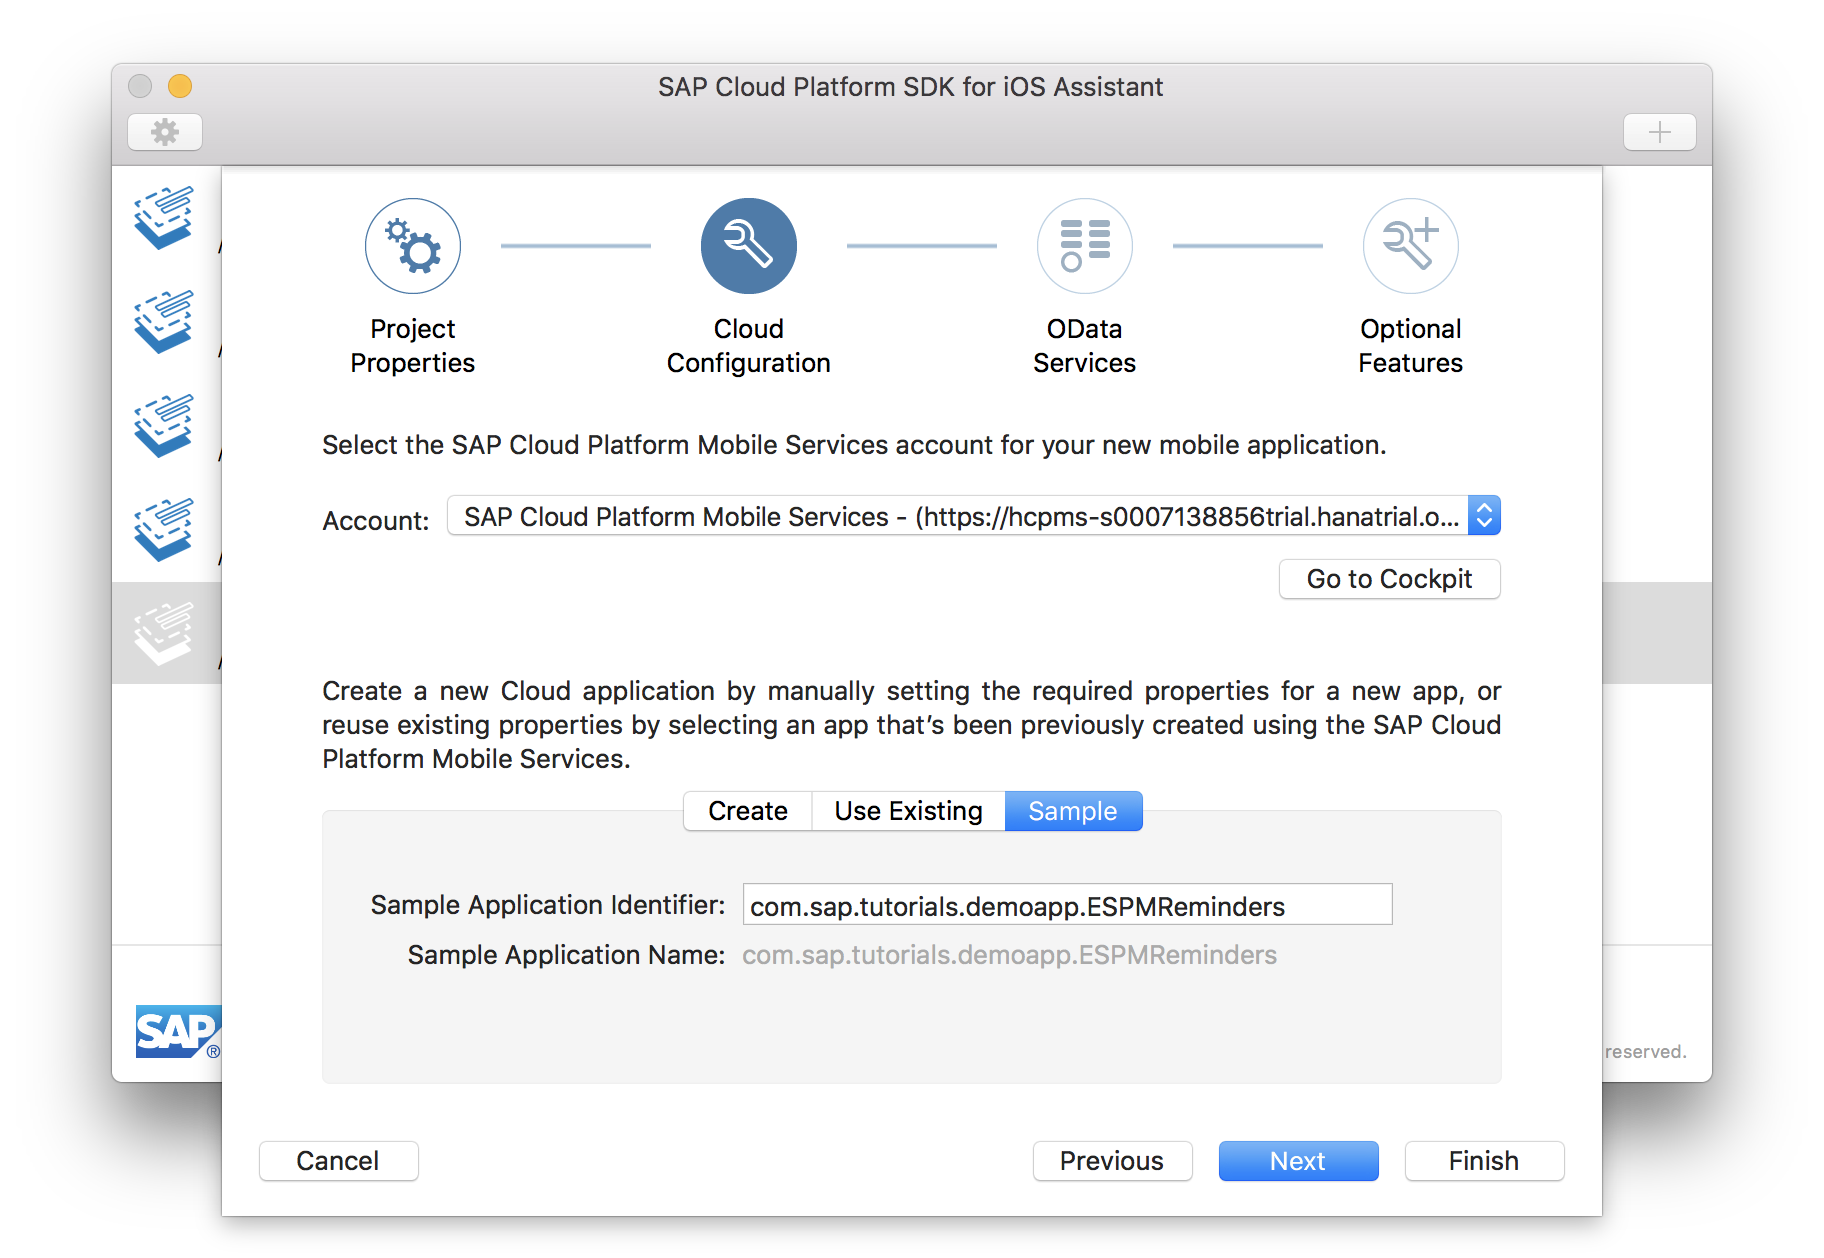 SAP Cloud Platform SDK for iOS Assistant
Project
Properties
Cloud
Configuration
OData
Services
Optional
Features
Select the SAP Cloud Platform Mobile Services account for your new mobile application.
Account: SAP Cloud Platform Mobile Services - (https://hcpms-s0007138856trial.hanatrial.o...
Go to Cockpit
Create a new Cloud application by manually setting the required properties for a new app, or
reuse existing properties by selecting an app that’s been previously created using the SAP Cloud
Platform Mobile Services.
Create Use Existing Sample
Sample Application Identifier: com.sap.tutorials.demoapp.ESPMReminders
Sample Application Name: com.sap.tutorials.demoapp.ESPMReminders
SAP ®
reserved.
Cancel Previous Next Finish